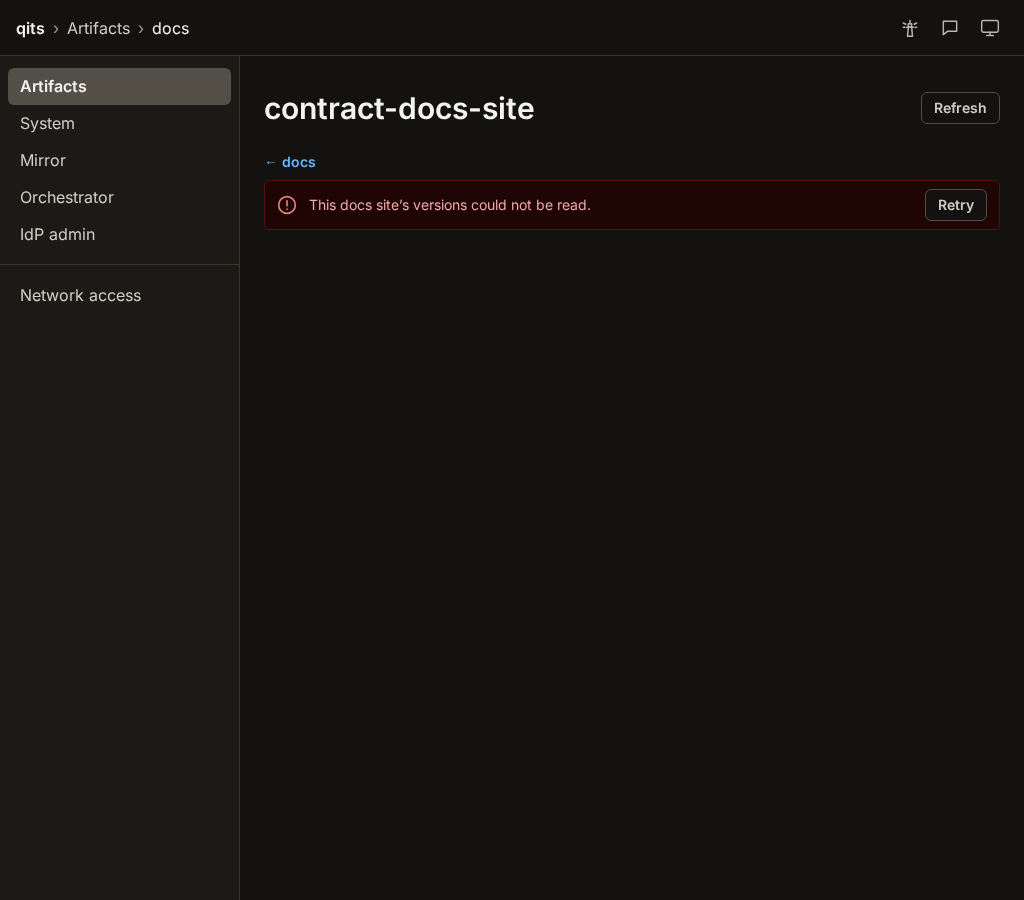 qits › Artifacts › docs
Artifacts
System
Mirror
Orchestrator
IdP admin
Network access
contract-docs-site
Refresh
← docs
This docs site’s versions could not be read.
Retry